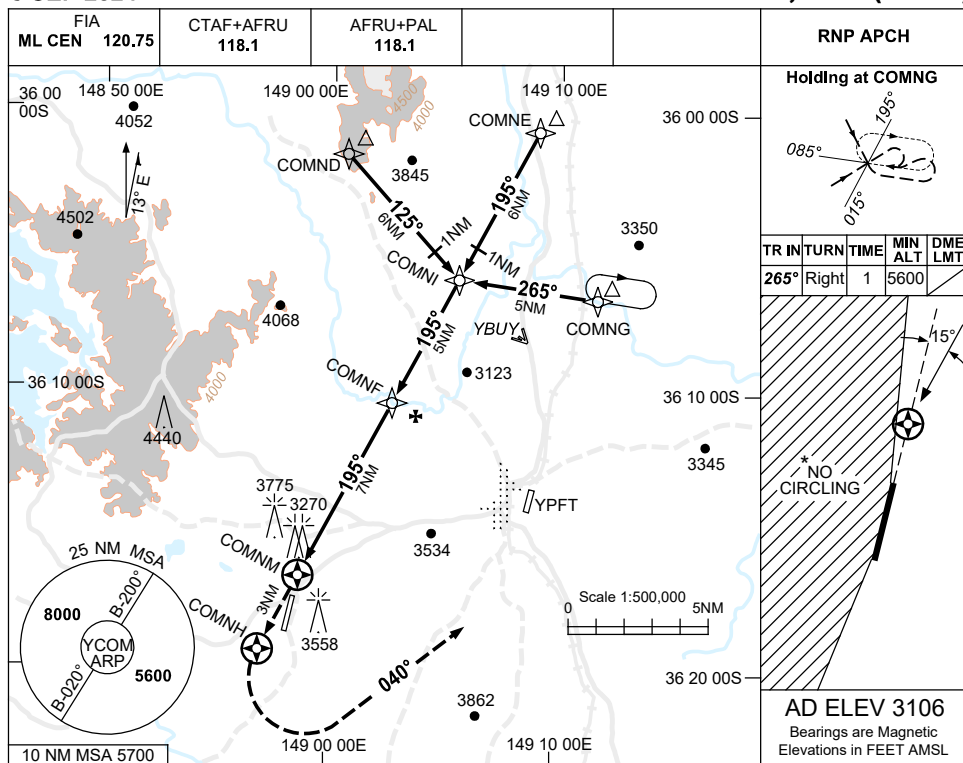 FIA
ML CEN 120.75
CTAF+AFRU
118.1
AFRU+PAL
118.1
RNP APCH
36 00
00S
148 50 00E
149 00 00E
149 10 00E
36 00 00S
4052
4500
4000
COMND
COMNE
3845
13° E
4502
125°
6NM
195°
6NM
1NM
1NM
3350
COMNI
265°
5NM
COMNG
4068
4000
195°
5NM
YBUY
36 10 00S
COMNF
3123
36 10 00S
4440
3345
195°
7NM
3775
3270
YPFT
3534
COMNM
25 NM MSA
8000
B-200°
YCOM
ARP
5600
B-020°
3NM
COMNH
3558
Scale 1:500,000
0
5NM
040°
3862
36 20 00S
10 NM MSA 5700
149 00 00E
149 10 00E
Holding at COMNG
195°
085°
015°
TR IN TURN TIME MIN ALT DME LMT
265° Right 1 5600
15°
*NO
CIRCLING
AD ELEV 3106
Bearings are Magnetic
Elevations in FEET AMSL